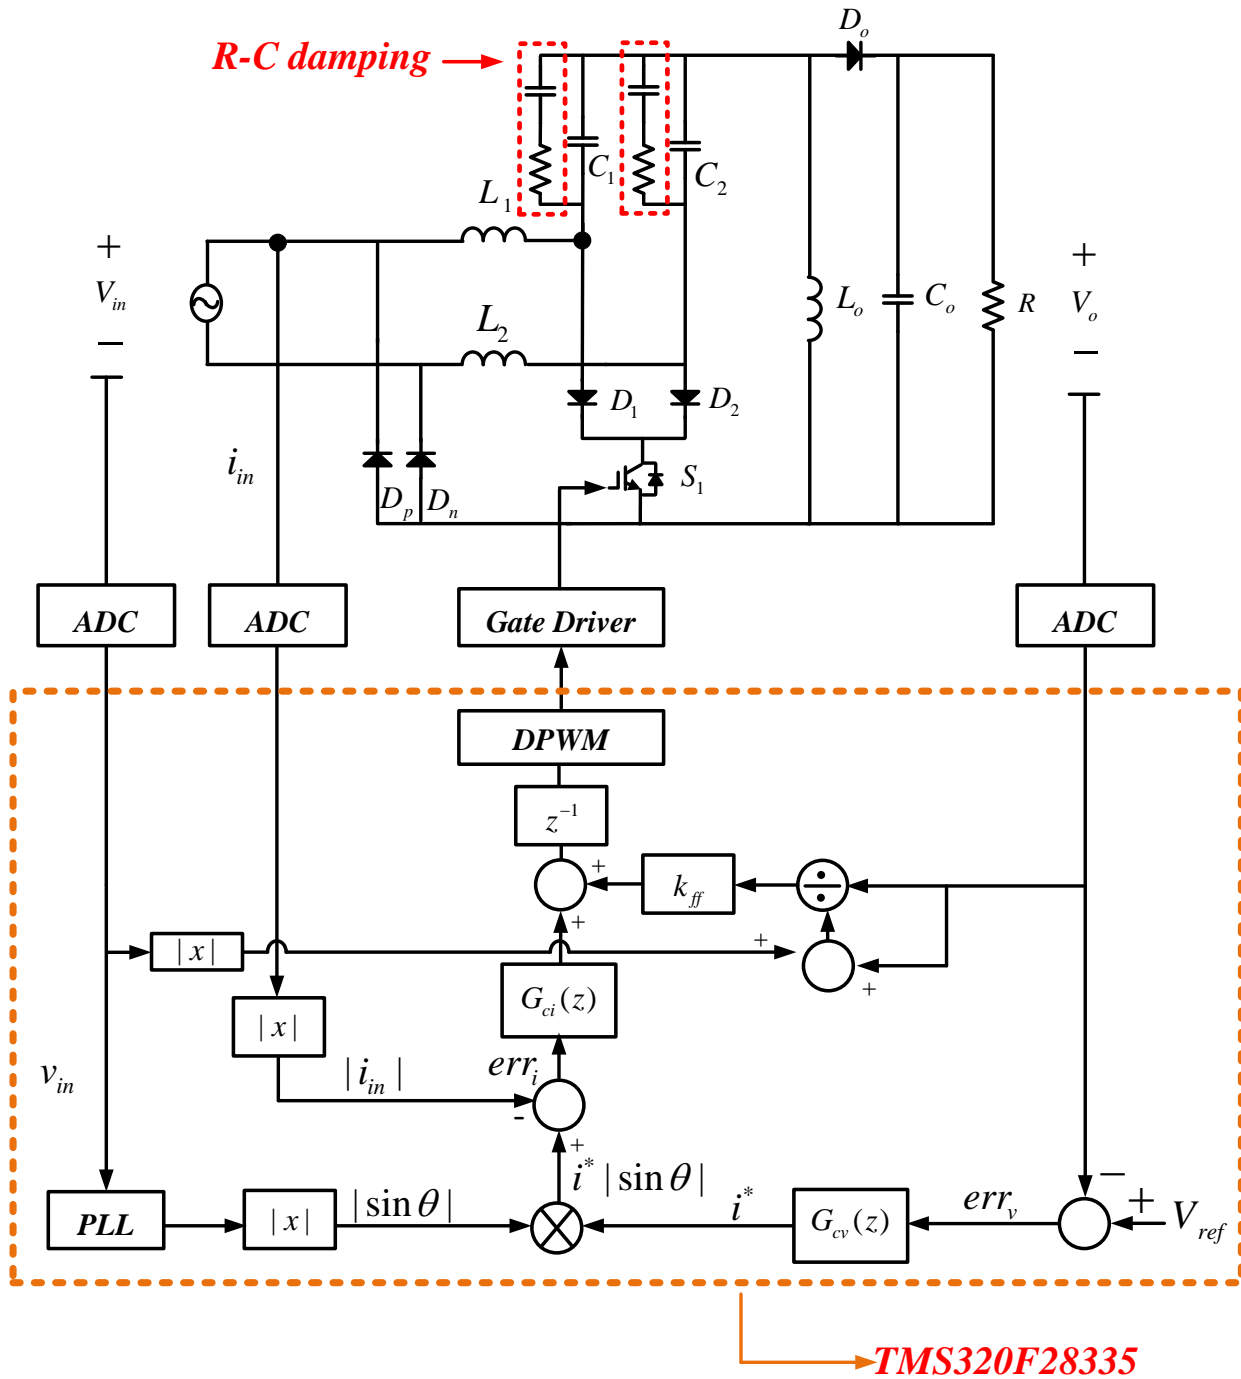 D_o
R-C damping
C_1
C_2
L_1
+
V_in
−
L_2
L_o
C_o
R
+
V_o
−
D_1
D_2
i_in
S_1
D_p
D_n
ADC
ADC
Gate Driver
ADC
DPWM
z^{-1}
+
k_ff
÷
+
|x|
+
+
G_ci(z)
|x|
v_in
|i_in|
err_i
-
+
i^*|sin θ|
−
PLL
|x|
|sin θ|
i^*
G_cv(z)
err_v
+
V_ref
TMS320F28335